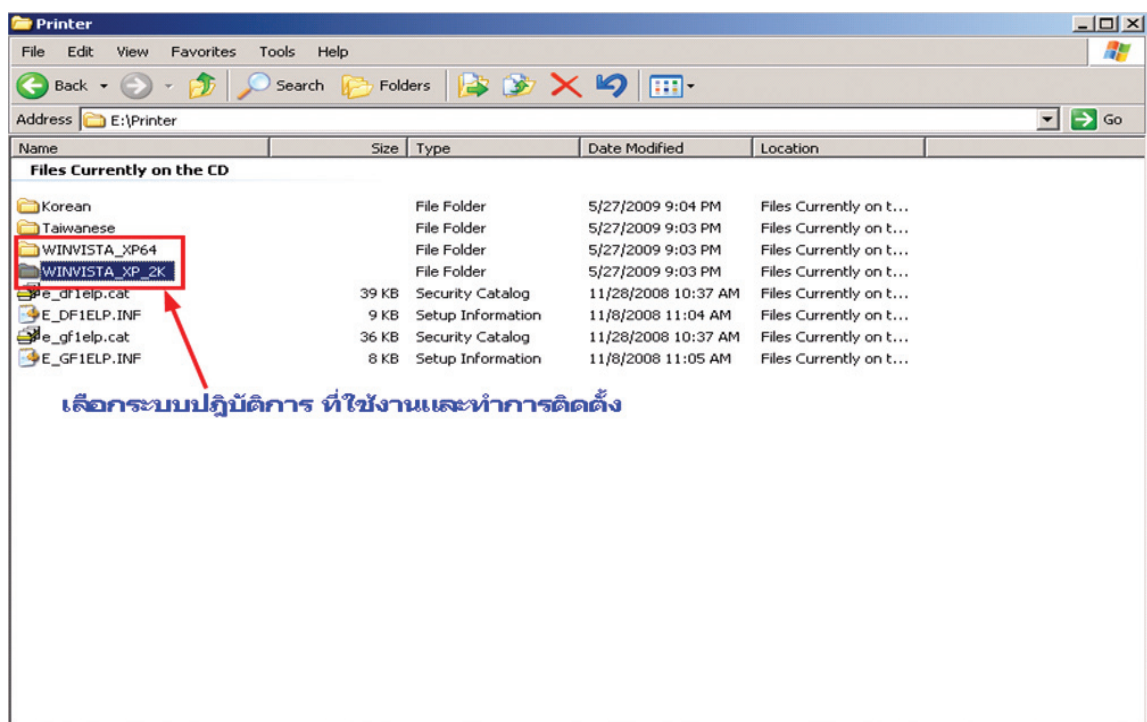 Printer
File Edit View Favorites Tools Help
Back Search Folders
Address E:\Printer Go
Name Size Type Date Modified Location
Files Currently on the CD
Korean File Folder 5/27/2009 9:04 PM Files Currently on t...
Taiwanese File Folder 5/27/2009 9:03 PM Files Currently on t...
WINVISTA_XP64 File Folder 5/27/2009 9:03 PM Files Currently on t...
WINVISTA_XP_2K File Folder 5/27/2009 9:03 PM Files Currently on t...
e_df1elp.cat 39 KB Security Catalog 11/28/2008 10:37 AM Files Currently on t...
E_DF1ELP.INF 9 KB Setup Information 11/8/2008 11:04 AM Files Currently on t...
e_gf1elp.cat 36 KB Security Catalog 11/28/2008 10:37 AM Files Currently on t...
E_GF1ELP.INF 8 KB Setup Information 11/8/2008 11:05 AM Files Currently on t...
เลือกระบบปฎิบัติการ ที่ใช้งานและทำการติดตั้ง